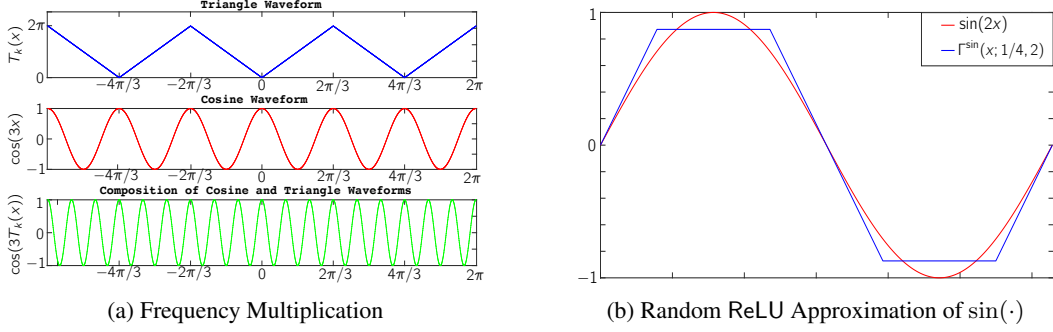 Triangle Waveform
2π
T_k(x)
0
−4π/3 −2π/3 0 2π/3 4π/3 2π
Cosine Waveform
1
cos(3x)
0
−1
−4π/3 −2π/3 0 2π/3 4π/3 2π
Composition of Cosine and Triangle Waveforms
1
cos(3T_k(x))
0
−1
−4π/3 −2π/3 0 2π/3 4π/3 2π
(a) Frequency Multiplication
1
sin(2x)
Γ^sin(x; 1/4, 2)
0
−1
(b) Random ReLU Approximation of sin(·)